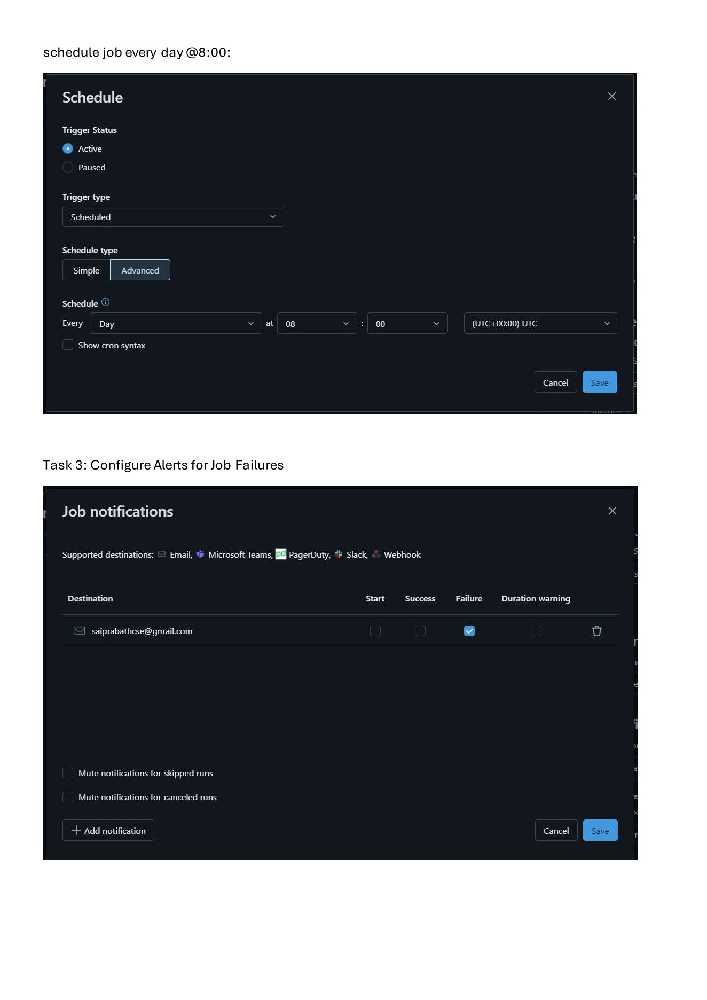 schedule job every day @8:00:
Schedule
Trigger Status
Active
Paused
Trigger type
Scheduled
Schedule type
Simple Advanced
Schedule
Every Day at 08 : 00 (UTC+00:00) UTC
Show cron syntax
Cancel Save
Metrics
Task 3: Configure Alerts for Job Failures
Job notifications
Supported destinations: Email, Microsoft Teams, pd PagerDuty, Slack, Webhook
Destination Start Success Failure Duration warning
saiprabathcse@gmail.com
Mute notifications for skipped runs
Mute notifications for canceled runs
+ Add notification Cancel Save